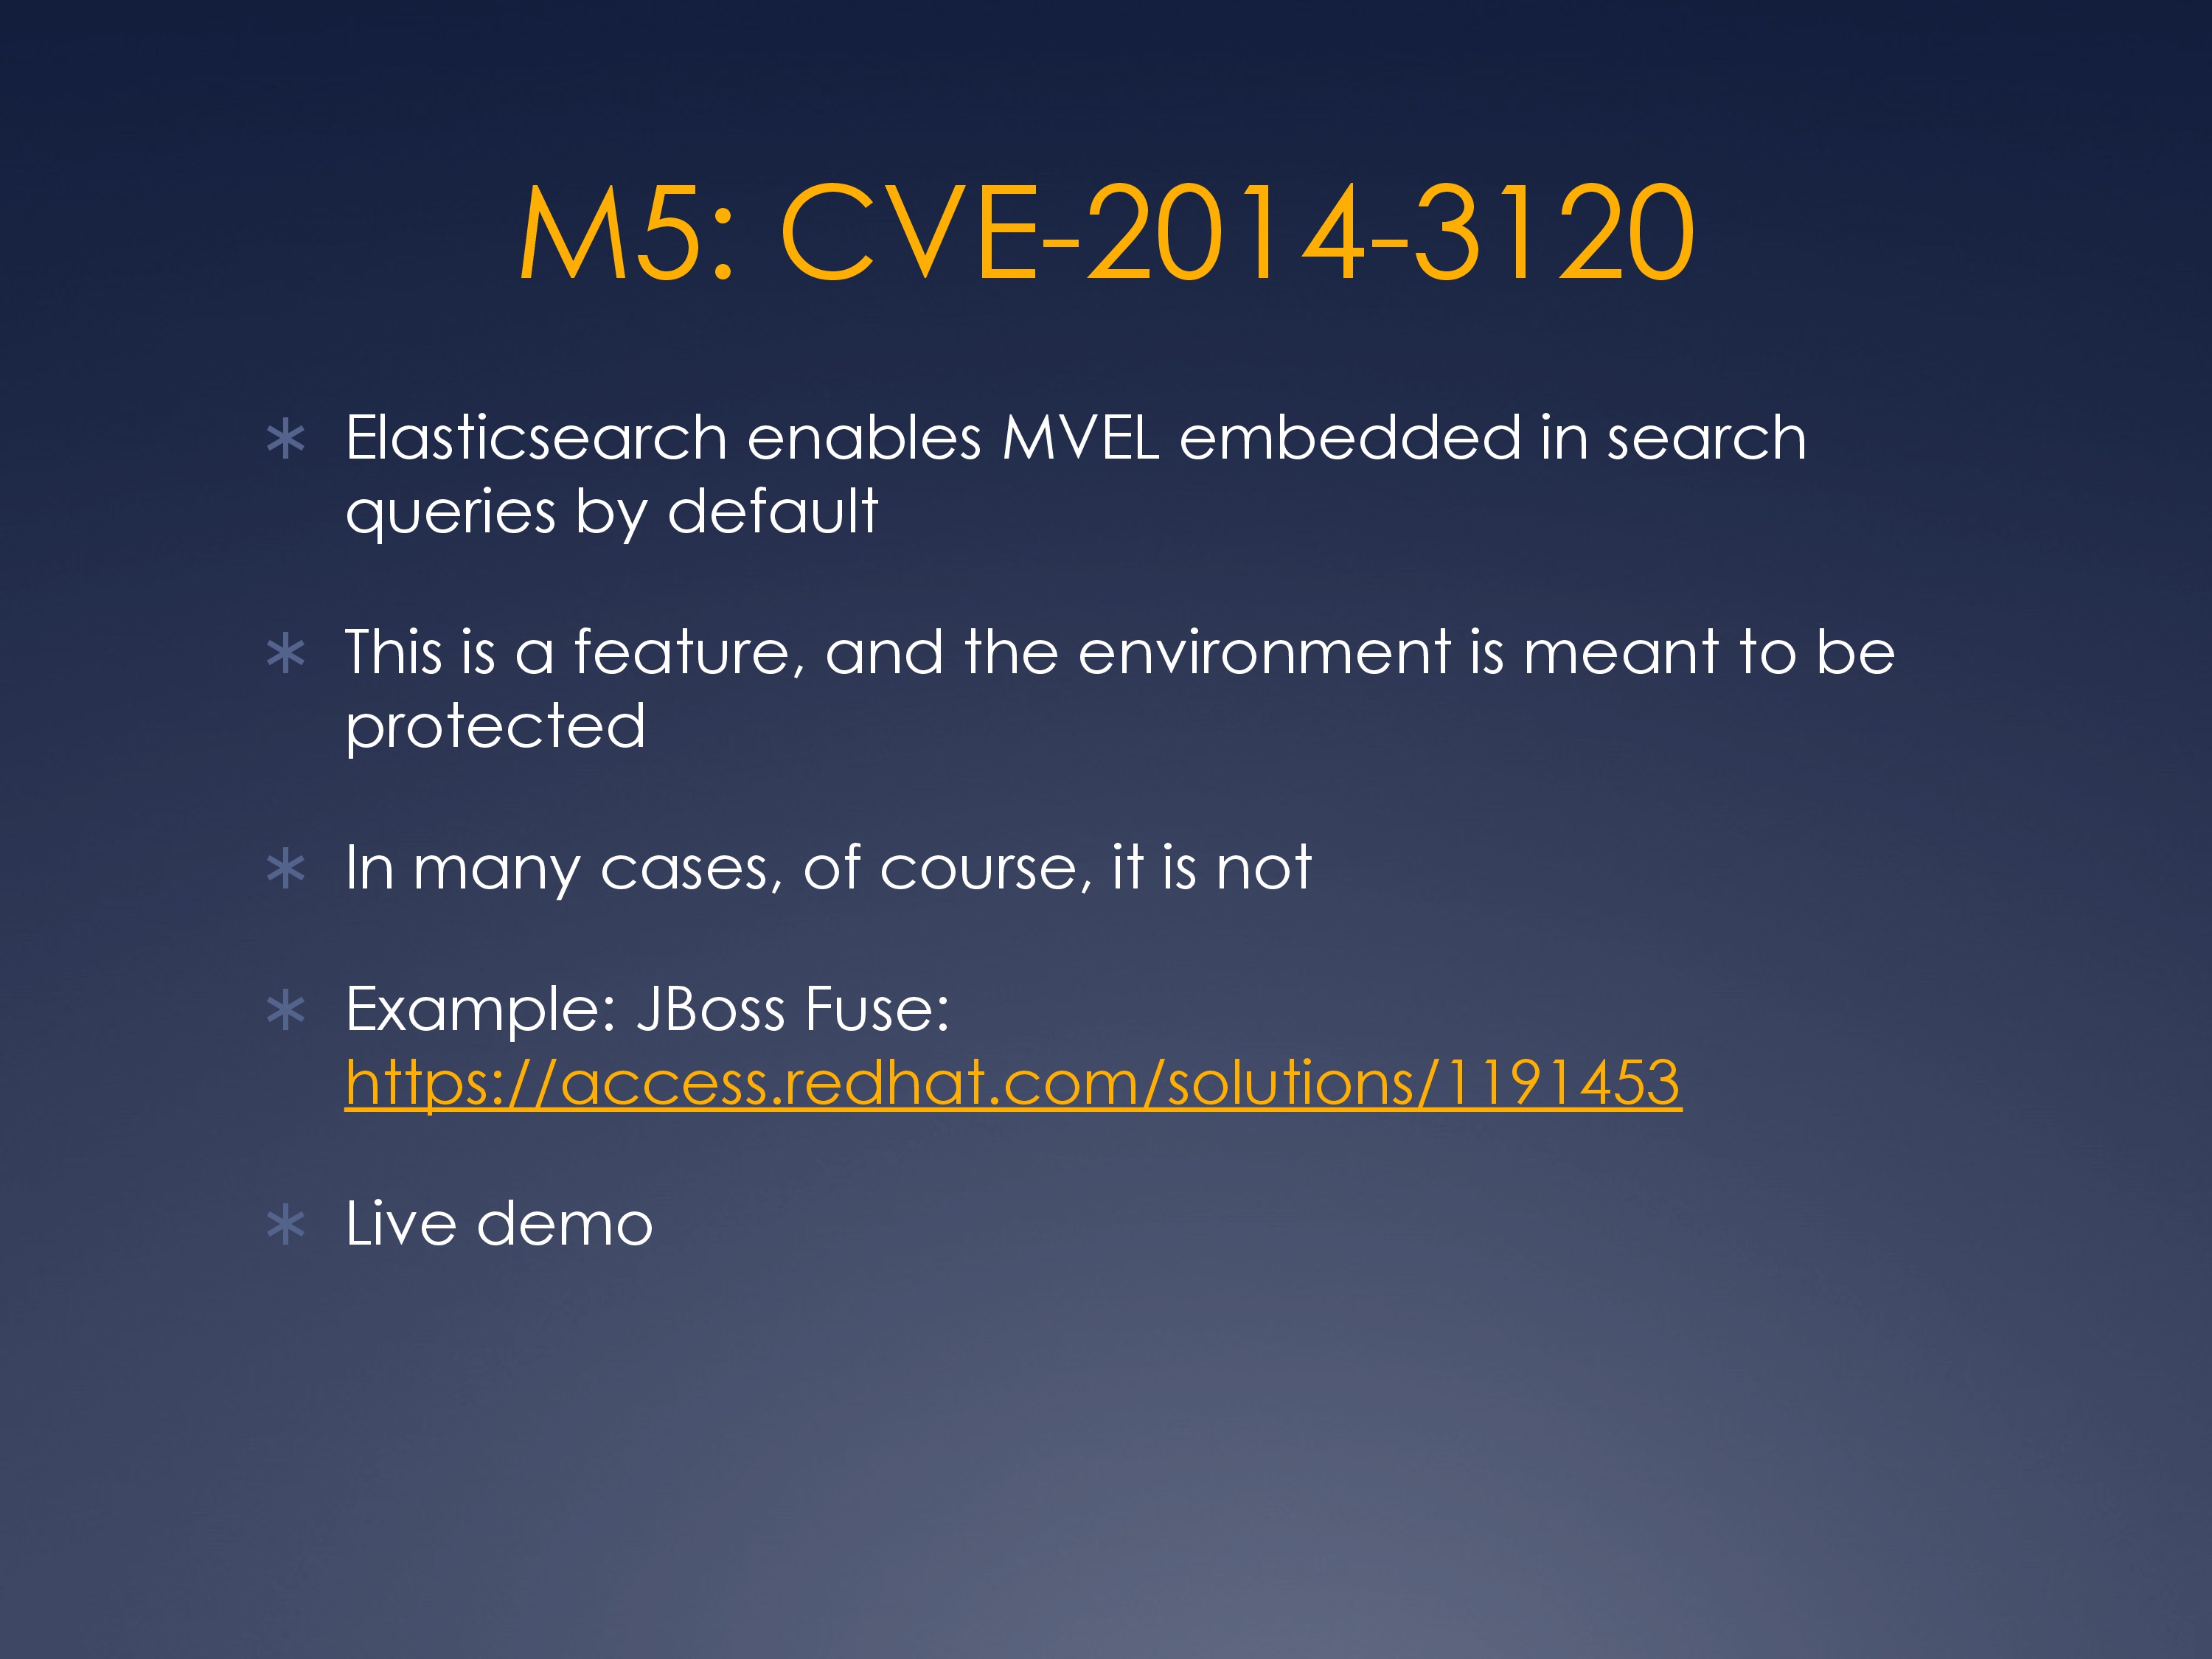 M5: CVE-2014-3120
* Elasticsearch enables MVEL embedded in search
queries by default
* This is a feature, and the environment is meant to be
protected
* In many cases, of course, it is not
* Example: JBoss Fuse:
https://access.redhat.com/solutions/1191453
* Live demo